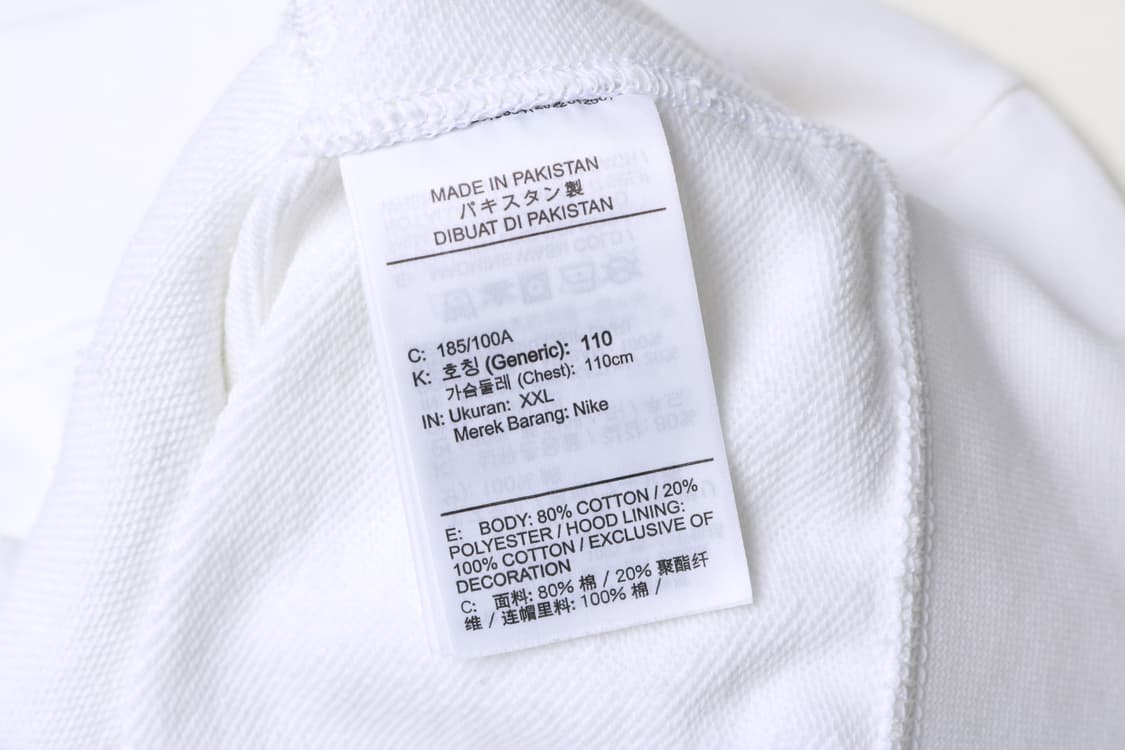 MADE IN PAKISTAN
パキスタン製
DIBUAT DI PAKISTAN
C: 185/100A
K: 호칭 (Generic): 110
가슴둘레 (Chest): 110cm
IN: Ukuran: XXL
Merek Barang: Nike
E: BODY: 80% COTTON / 20%
POLYESTER / HOOD LINING:
100% COTTON / EXCLUSIVE OF
DECORATION
C: 面料: 80% 棉 / 20% 聚酯纤
维 / 连帽里料: 100% 棉 /